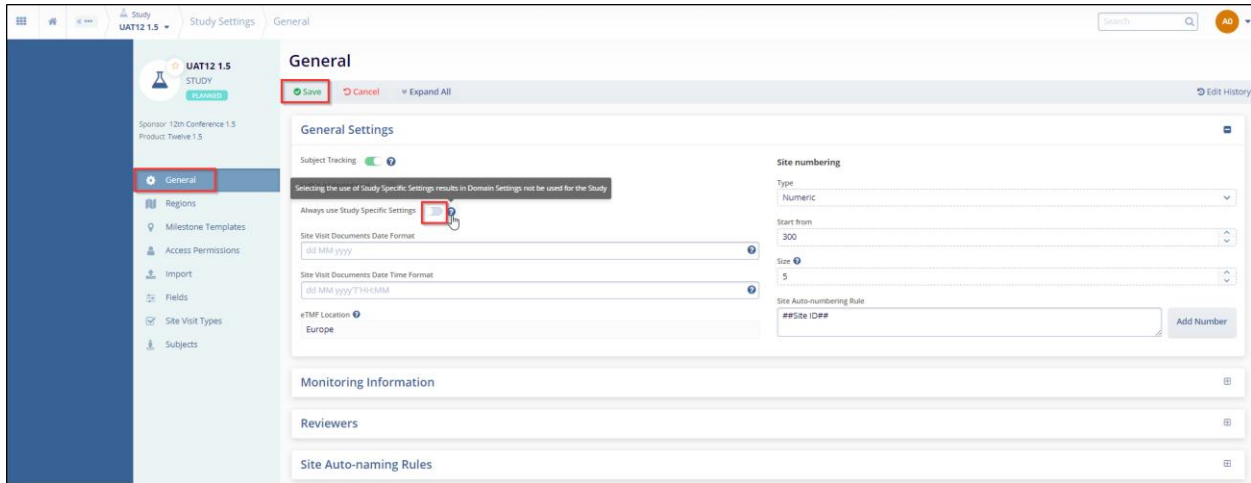 Study
UAT12 1.5
Study Settings
General
Search
AO
UAT12 1.5
STUDY
PLANNED
Sponsor 12th Conference 1.5
Product Twelve 1.5
General
Regions
Milestone Templates
Access Permissions
Import
Fields
Site Visit Types
Subjects
General
Save Cancel Expand All Edit History
General Settings
Subject Tracking
Selecting the use of Study Specific Settings results in Domain Settings not be used for the Study
Always use Study Specific Settings
Site Visit Documents Date Format
dd MM yyyy
Site Visit Documents Date Time Format
dd MM yyyy'T'HH:MM
eTMF Location
Europe
Site numbering
Type
Numeric
Start from
300
Size
5
Site Auto-numbering Rule
##Site ID##
Add Number
Monitoring Information
Reviewers
Site Auto-naming Rules